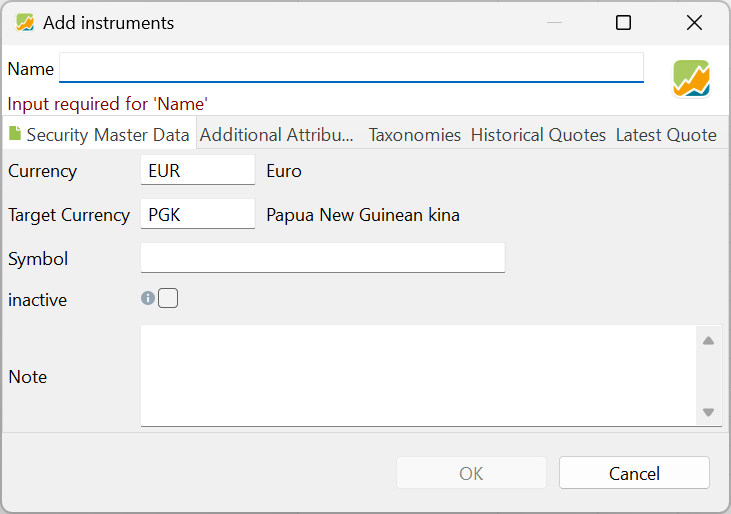 Add instruments
Name
Input required for 'Name'
Security Master Data Additional Attribu... Taxonomies Historical Quotes Latest Quote
Currency EUR Euro
Target Currency PGK Papua New Guinean kina
Symbol
inactive
Note
OK Cancel